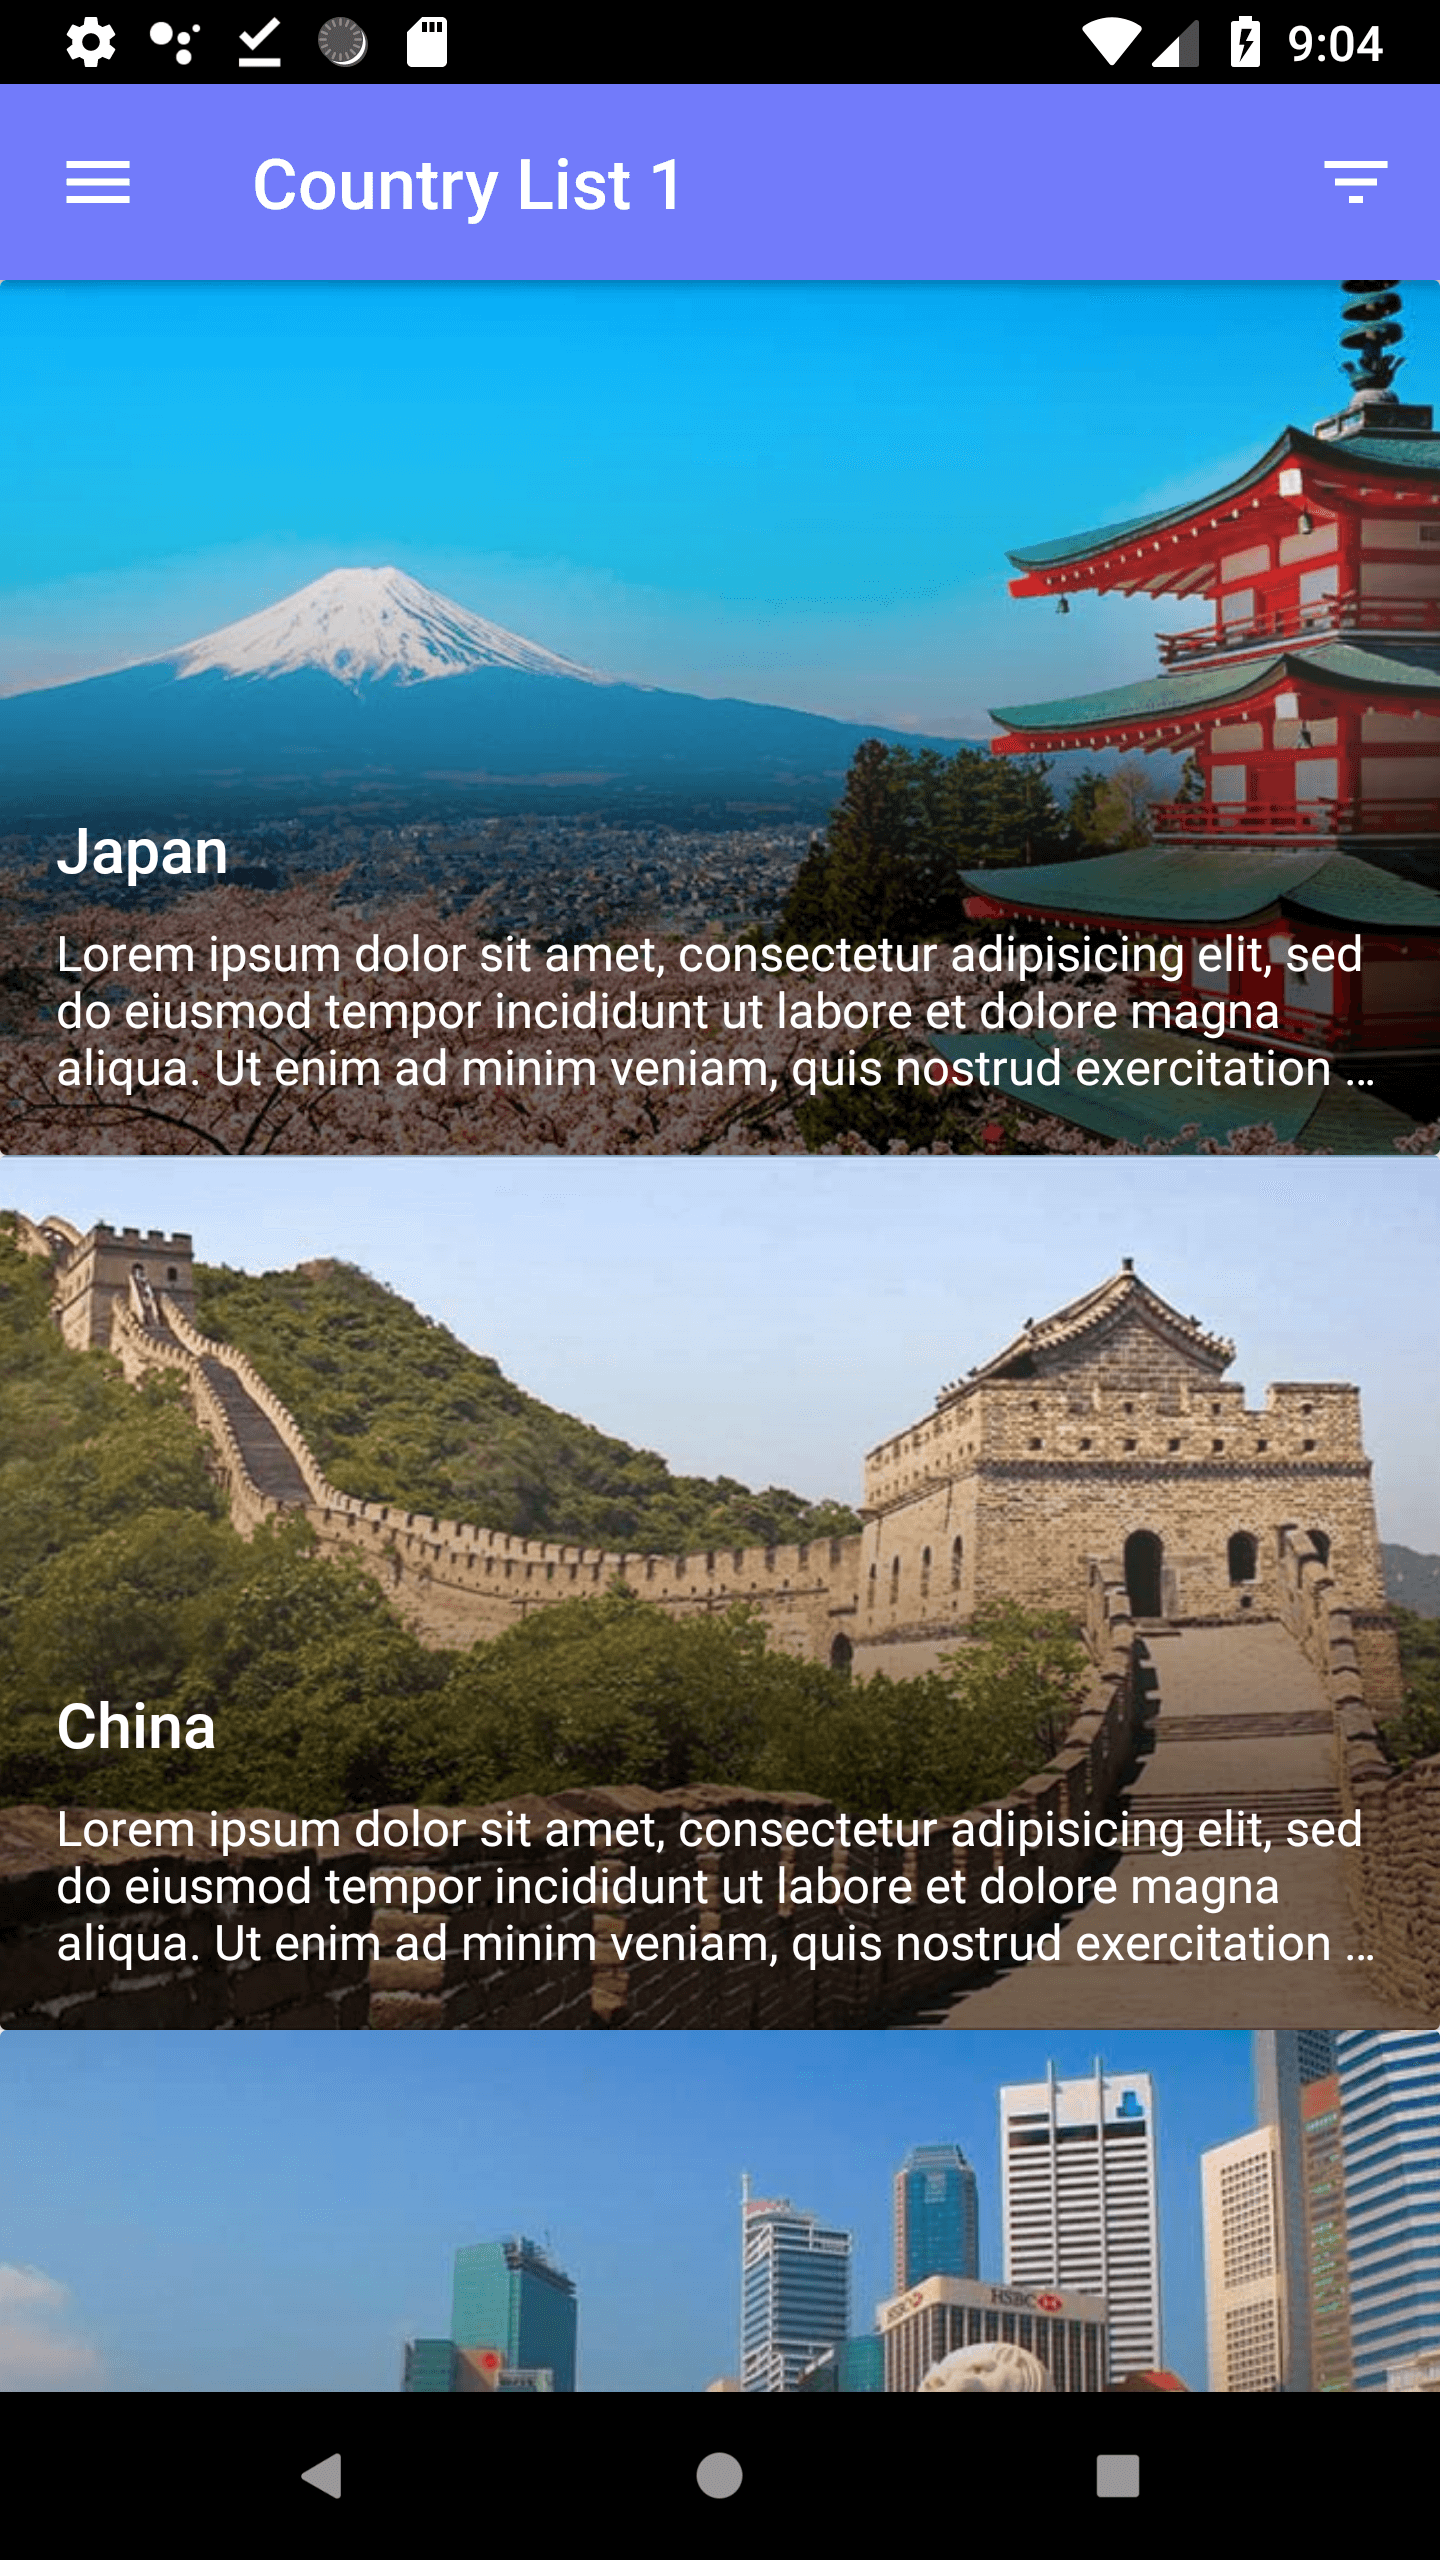 9:04
Country List 1
Japan
Lorem ipsum dolor sit amet, consectetur adipisicing elit, sed
do eiusmod tempor incididunt ut labore et dolore magna
aliqua. Ut enim ad minim veniam, quis nostrud exercitation ...
China
Lorem ipsum dolor sit amet, consectetur adipisicing elit, sed
do eiusmod tempor incididunt ut labore et dolore magna
aliqua. Ut enim ad minim veniam, quis nostrud exercitation ...
HSBC
HSBC